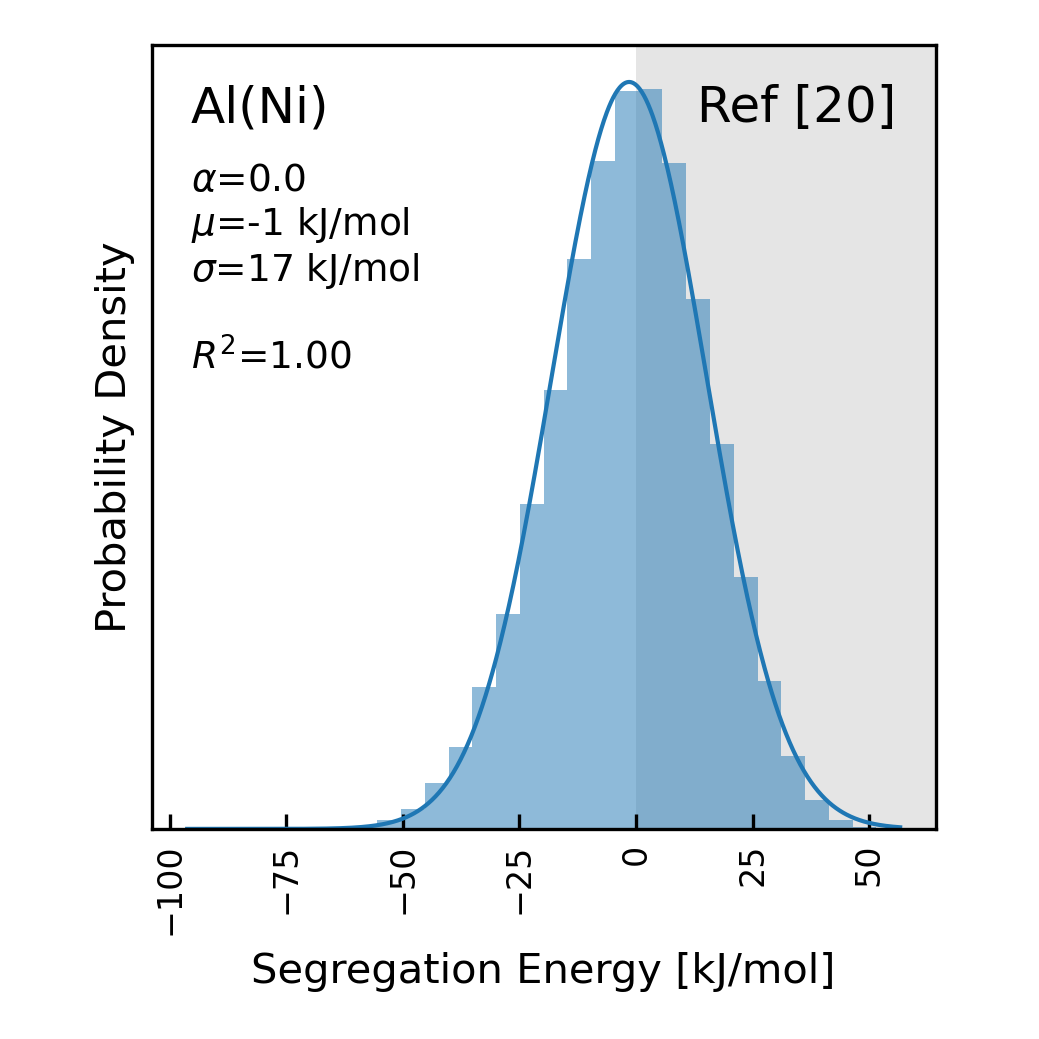 Al(Ni)
Ref [20]
α=0.0
μ=-1 kJ/mol
σ=17 kJ/mol
R²=1.00
Probability Density
−100
−75
−50
−25
0
25
50
Segregation Energy [kJ/mol]